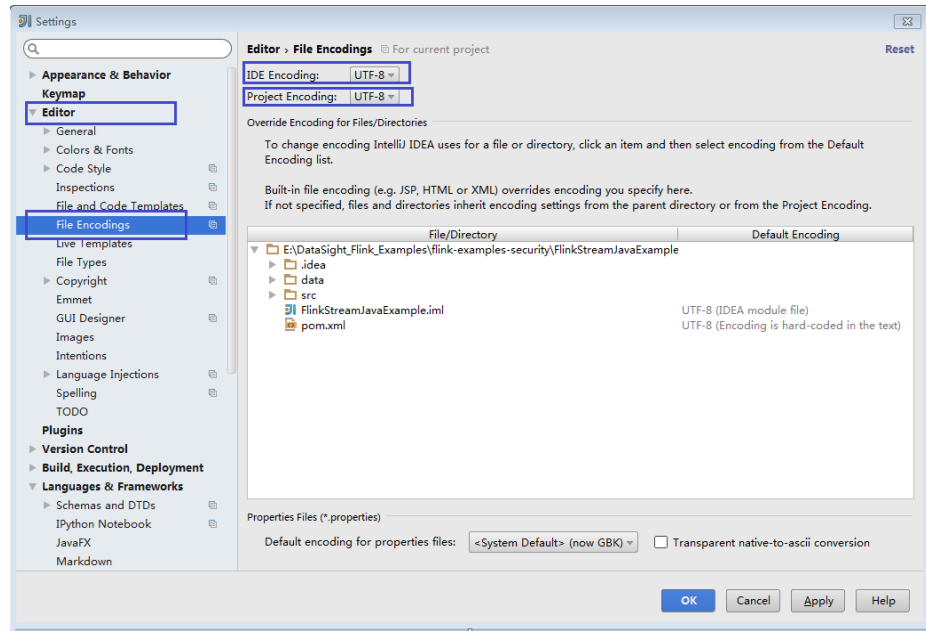 Settings
Editor › File Encodings For current project Reset
Appearance & Behavior
Keymap
Editor
General
Colors & Fonts
Code Style
Inspections
File and Code Templates
File Encodings
Live Templates
File Types
Copyright
Emmet
GUI Designer
Images
Intentions
Language Injections
Spelling
TODO
Plugins
Version Control
Build, Execution, Deployment
Languages & Frameworks
Schemas and DTDs
IPython Notebook
JavaFX
Markdown
IDE Encoding: UTF-8
Project Encoding: UTF-8
Override Encoding for Files/Directories
To change encoding IntelliJ IDEA uses for a file or directory, click an item and then select encoding from the Default
Encoding list.
Built-in file encoding (e.g. JSP, HTML or XML) overrides encoding you specify here.
If not specified, files and directories inherit encoding settings from the parent directory or from the Project Encoding.
File/Directory Default Encoding
E:\DataSight_Flink_Examples\flink-examples-security\FlinkStreamJavaExample
.idea
data
src
FlinkStreamJavaExample.iml UTF-8 (IDEA module file)
pom.xml UTF-8 (Encoding is hard-coded in the text)
Properties Files (*.properties)
Default encoding for properties files: <System Default> (now GBK) Transparent native-to-ascii conversion
OK Cancel Apply Help